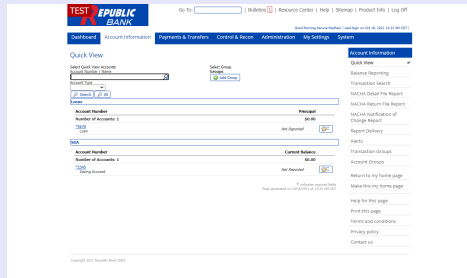 TEST REPUBLIC BANK
Go To: | Bulletins 1 | Resource Center | Help | Sitemap | Product Info | Log Off
Dashboard Account Information Payments & Transfers Control & Recon Administration My Settings System
Quick View
Select Quick View Accounts
Account Number | Name
Account Type
Search All
Select Group
Groups
Add Group
Loans
Account Number Principal
Number of Accounts: 1 $0.00
Loan Not Reported
Account Number Current Balance
Number of Accounts: 1 $0.00
Saving Account Not Reported
* indicates required fields
Account Information
Quick View
Balance Reporting
Transaction Search
NACHA Detail File Report
NACHA Return File Report
NACHA Notification of
Change Report
Report Delivery
Alerts
Transaction Groups
Account Groups
Return to my home page
Make this my home page
Help for this page
Print this page
Terms and conditions
Privacy policy
Contact us